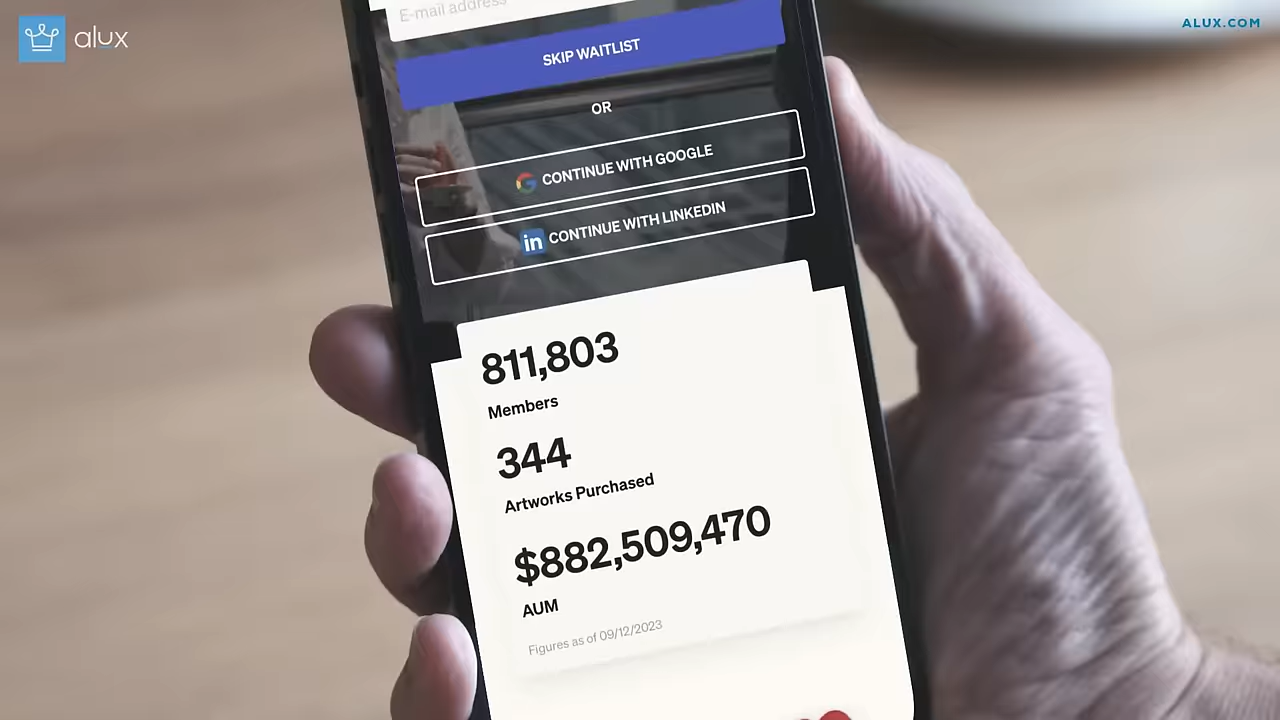 alux
ALUX.COM
E-mail address
SKIP WAITLIST
OR
CONTINUE WITH GOOGLE
in CONTINUE WITH LINKEDIN
811,803
Members
344
Artworks Purchased
$882,509,470
AUM
Figures as of 09/12/2023